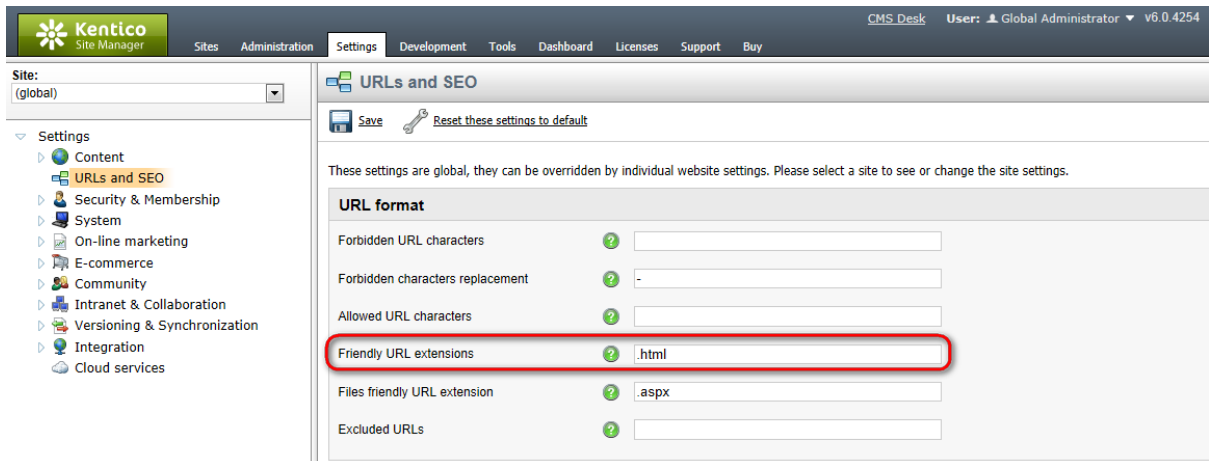 CMS Desk User: Global Administrator v6.0.4254
Kentico
Site Manager
Sites Administration Settings Development Tools Dashboard Licenses Support Buy
Site:
(global)
Settings
Content
URLs and SEO
Security & Membership
System
On-line marketing
E-commerce
Community
Intranet & Collaboration
Versioning & Synchronization
Integration
Cloud services
URLs and SEO
Save Reset these settings to default
These settings are global, they can be overridden by individual website settings. Please select a site to see or change the site settings.
URL format
Forbidden URL characters ?
Forbidden characters replacement ? -
Allowed URL characters ?
Friendly URL extensions ? .html
Files friendly URL extension ? .aspx
Excluded URLs ?